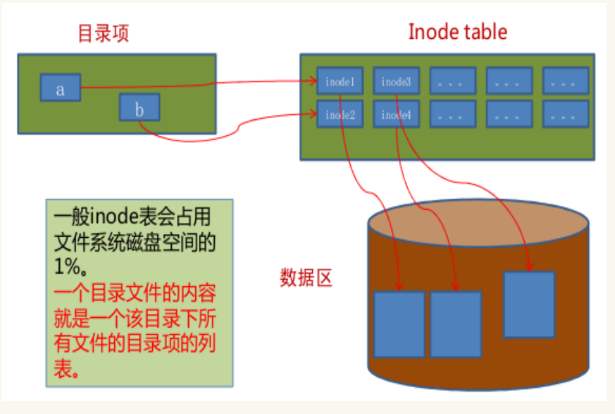 目录项
Inode table
a
b
inode1
inode3
...
...
...
inode2
inode4
...
...
...
一般inode表会占用
文件系统磁盘空间的
1%。
一个目录文件的内容
就是一个该目录下所
有文件的目录项的列
表。
数据区